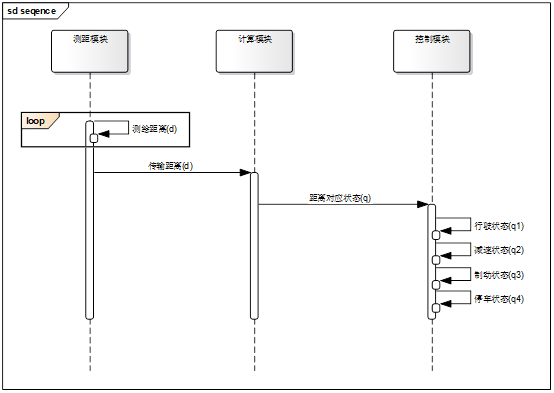 sd seqence
测距模块
计算模块
控制模块
loop
测绘距离(d)
传输距离(d)
距离对应状态(q)
行驶状态(q1)
减速状态(q2)
制动状态(q3)
停车状态(q4)